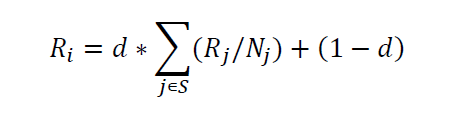 R_i = d * ∑_{j∈S} (R_j/N_j) + (1 − d)